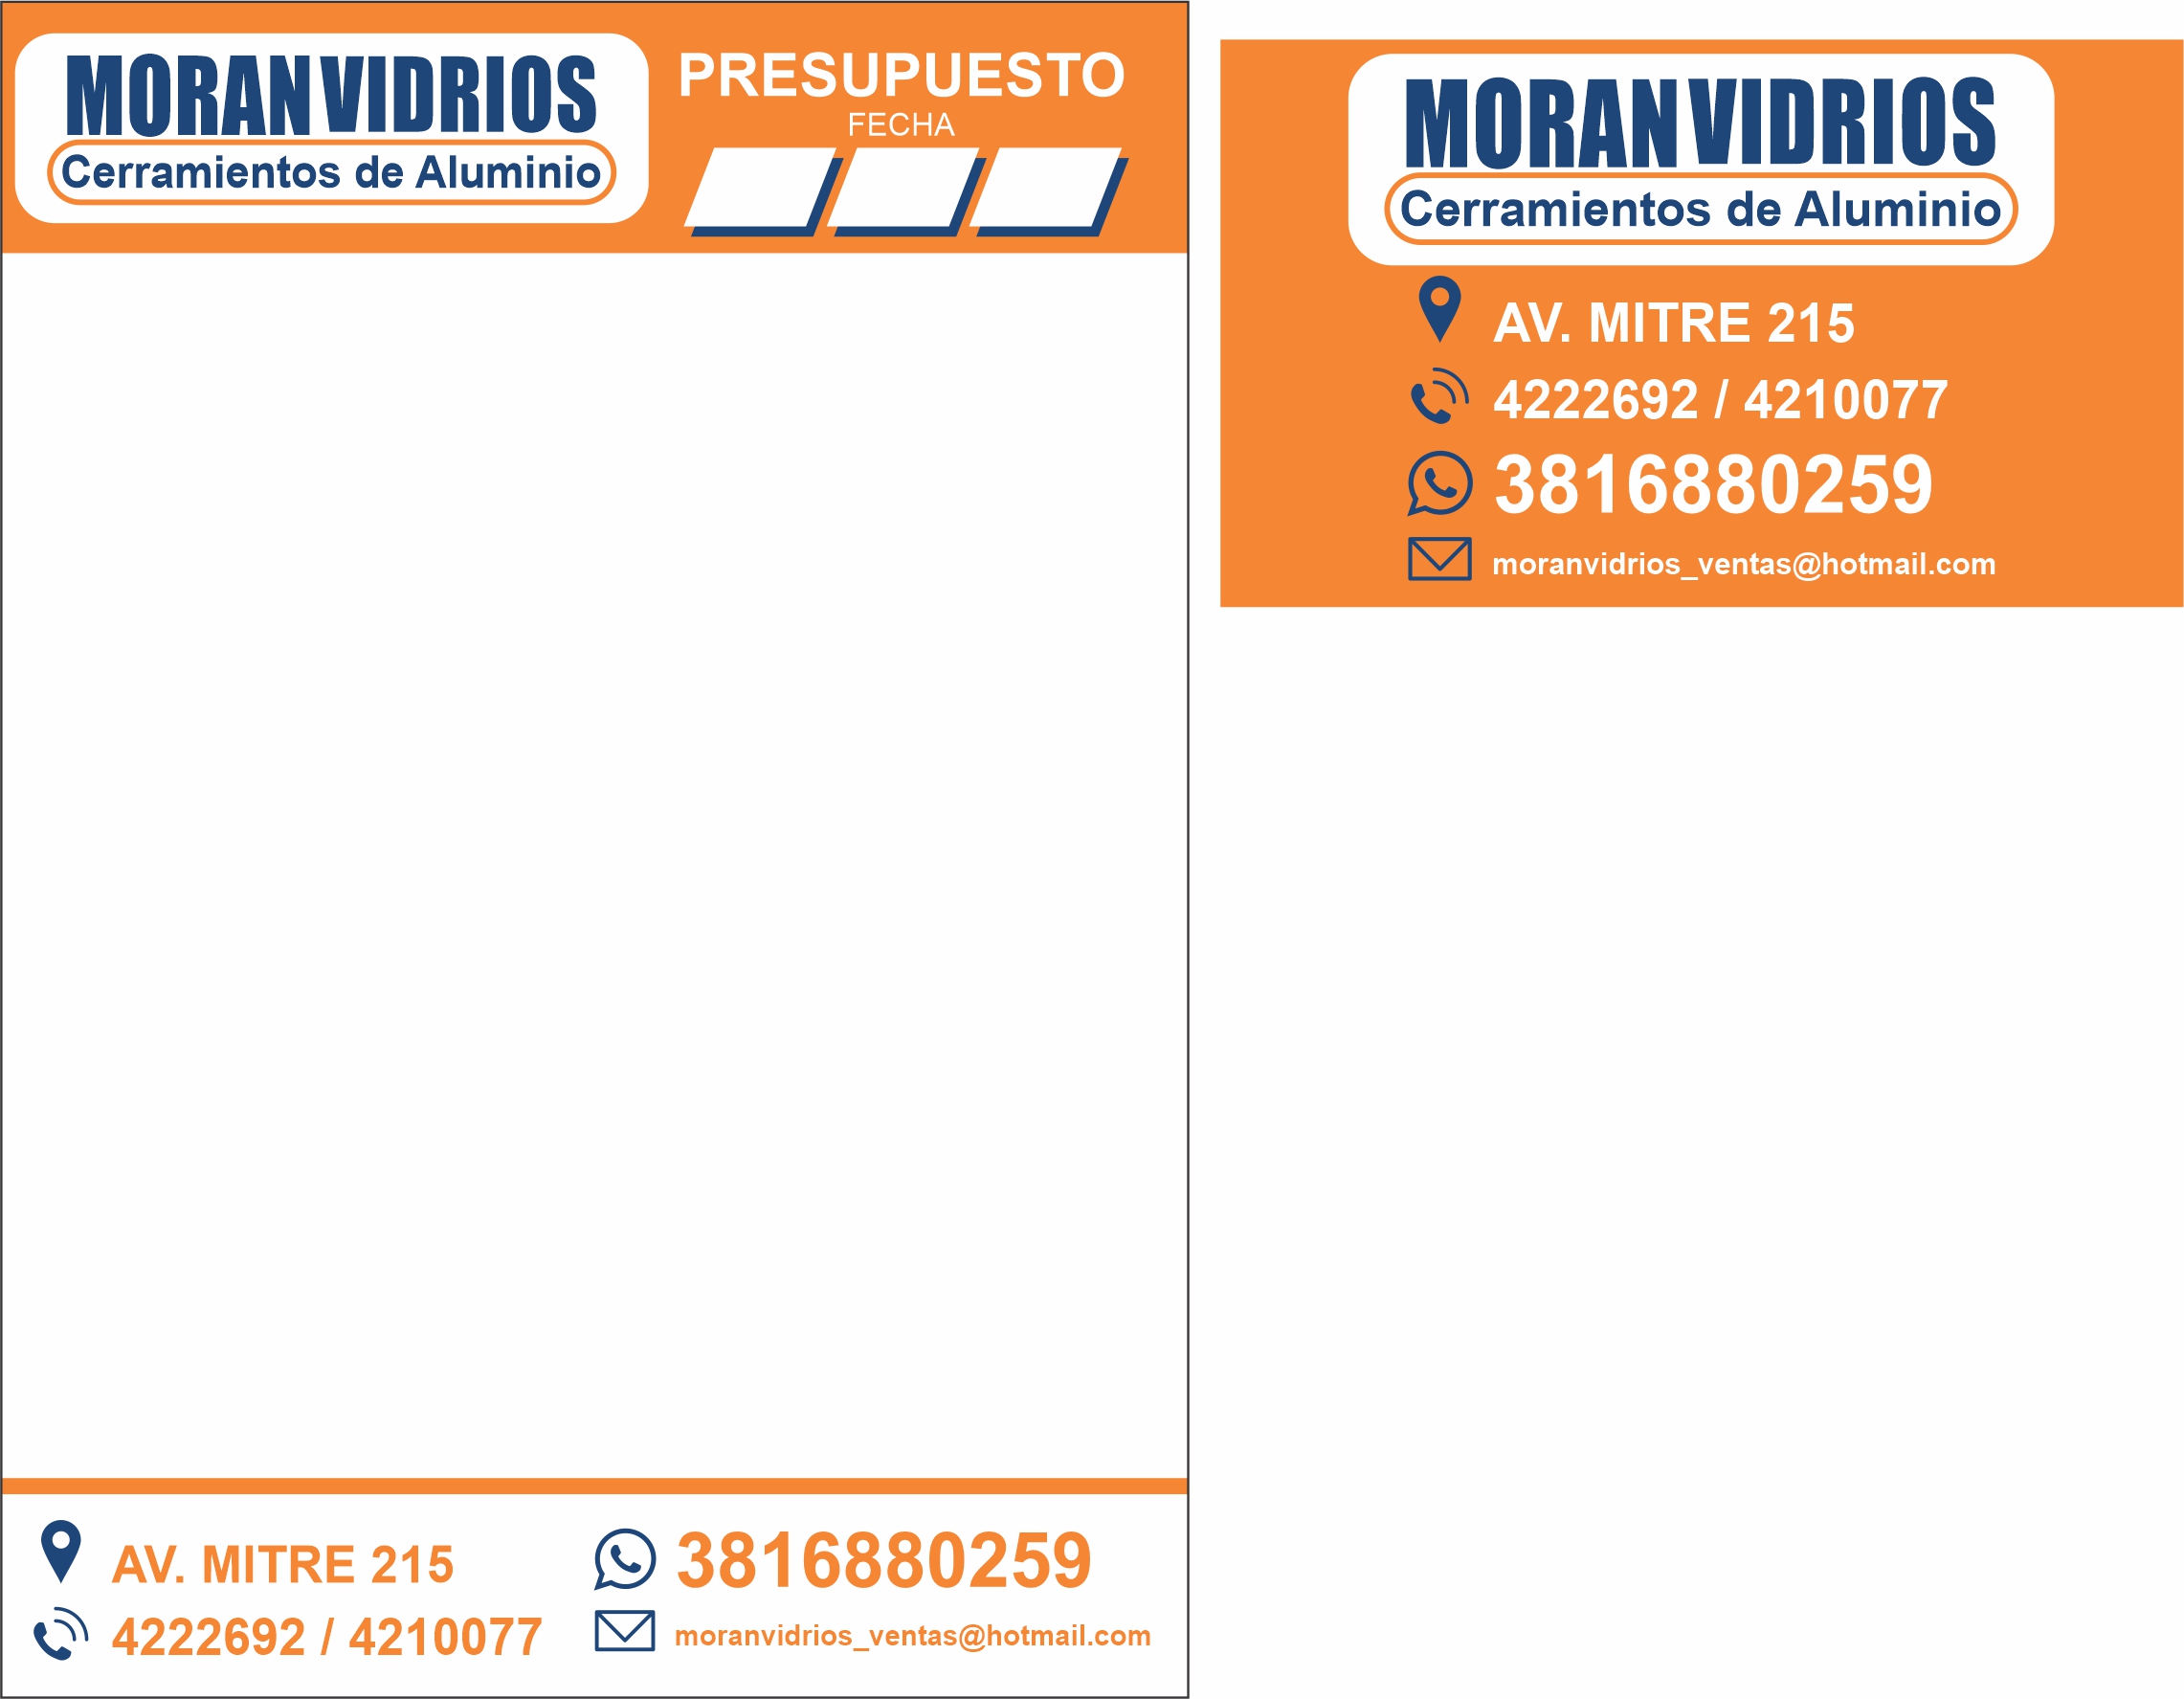 MORAN VIDRIOS
Cerramientos de Aluminio
PRESUPUESTO
FECHA
AV. MITRE 215
4222692 / 4210077
3816880259
moranvidrios_ventas@hotmail.com
MORAN VIDRIOS
Cerramientos de Aluminio
AV. MITRE 215
4222692 / 4210077
3816880259
moranvidrios_ventas@hotmail.com